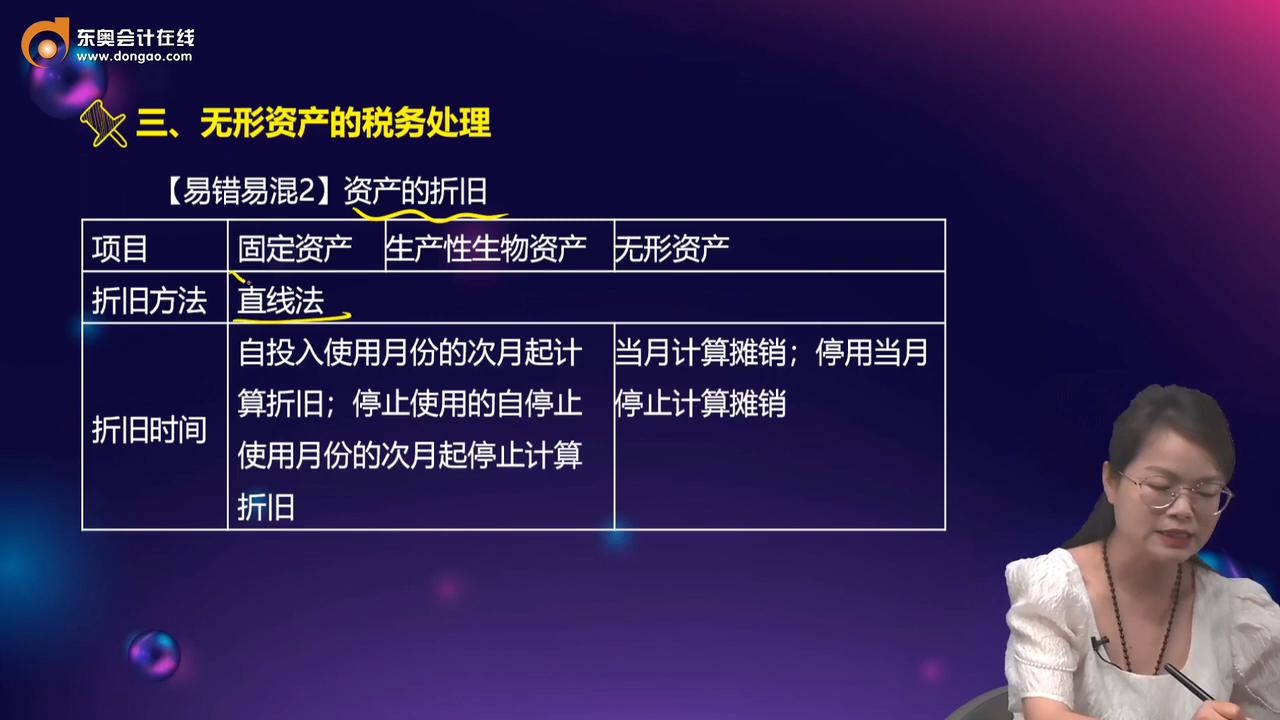 东奥会计在线
www.dongao.com
三、无形资产的税务处理
【易错易混2】资产的折旧
项目 固定资产 生产性生物资产 无形资产
折旧方法 直线法
折旧时间
自投入使用月份的次月起计
算折旧；停止使用的自停止
使用月份的次月起停止计算
折旧
当月计算摊销；停用当月
停止计算摊销